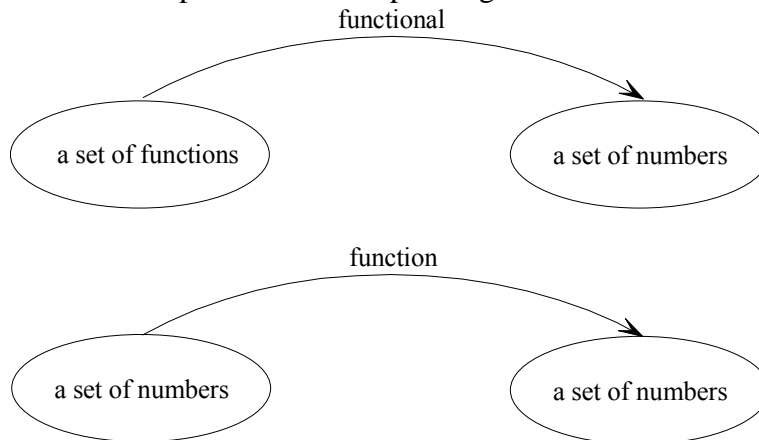 functional
a set of functions
a set of numbers
function
a set of numbers
a set of numbers